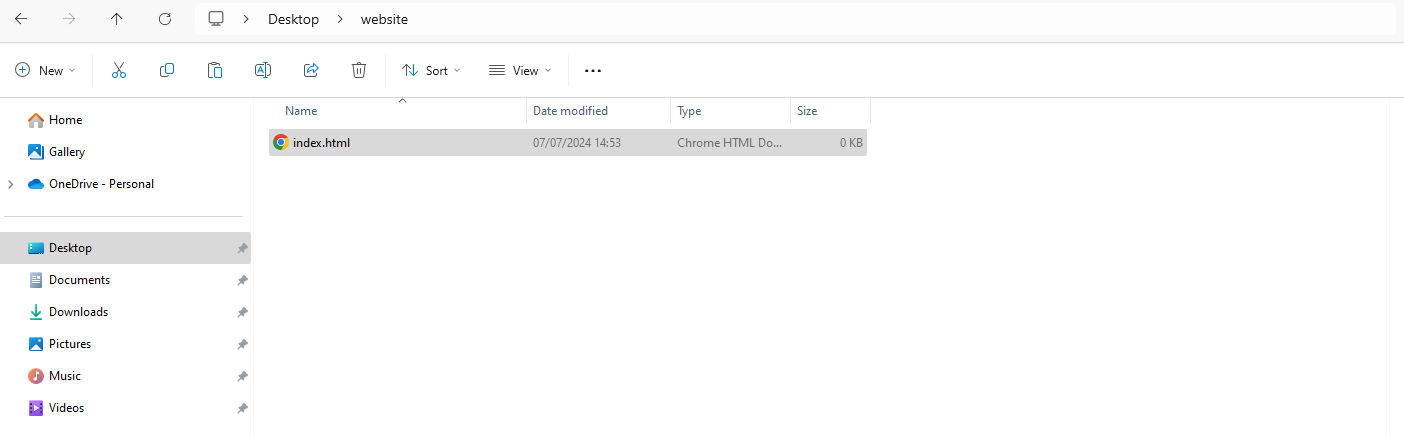 Desktop website
New Sort View
Home
Gallery
OneDrive - Personal
Desktop
Documents
Downloads
Pictures
Music
Videos
Name Date modified Type Size
index.html 07/07/2024 14:53 Chrome HTML Do... 0 KB